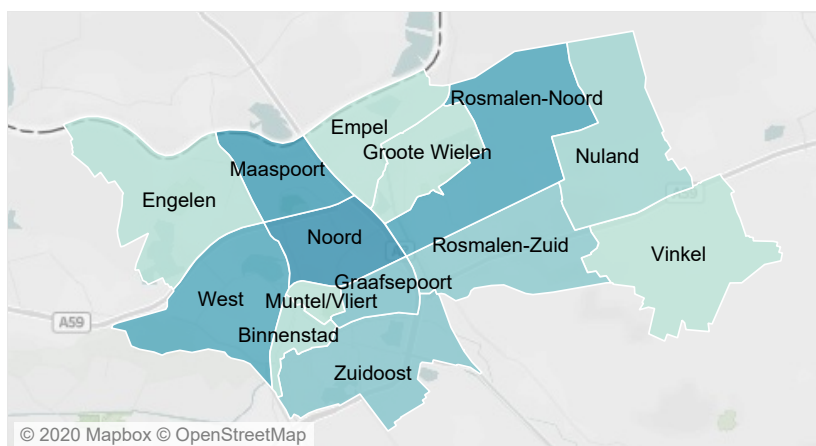 Rosmalen-Noord
Empel
Groote Wielen
Nuland
Maaspoort
Engelen
A59
Noord
Rosmalen-Zuid
Vinkel
Graafsepoort
West
Muntel/Vliert
A59
Binnenstad
Zuidoost
© 2020 Mapbox © OpenStreetMap